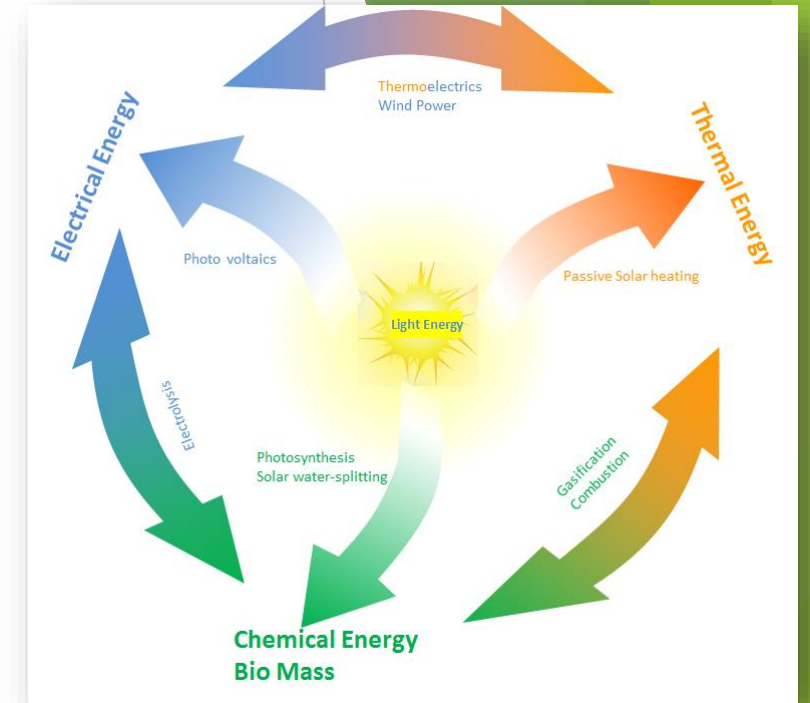 Thermoelectrics
Wind Power
Electrical Energy
Thermal Energy
Photo voltaics
Passive Solar heating
Light Energy
Electrolysis
Photosynthesis
Solar water-splitting
Gasification
Combustion
Chemical Energy
Bio Mass